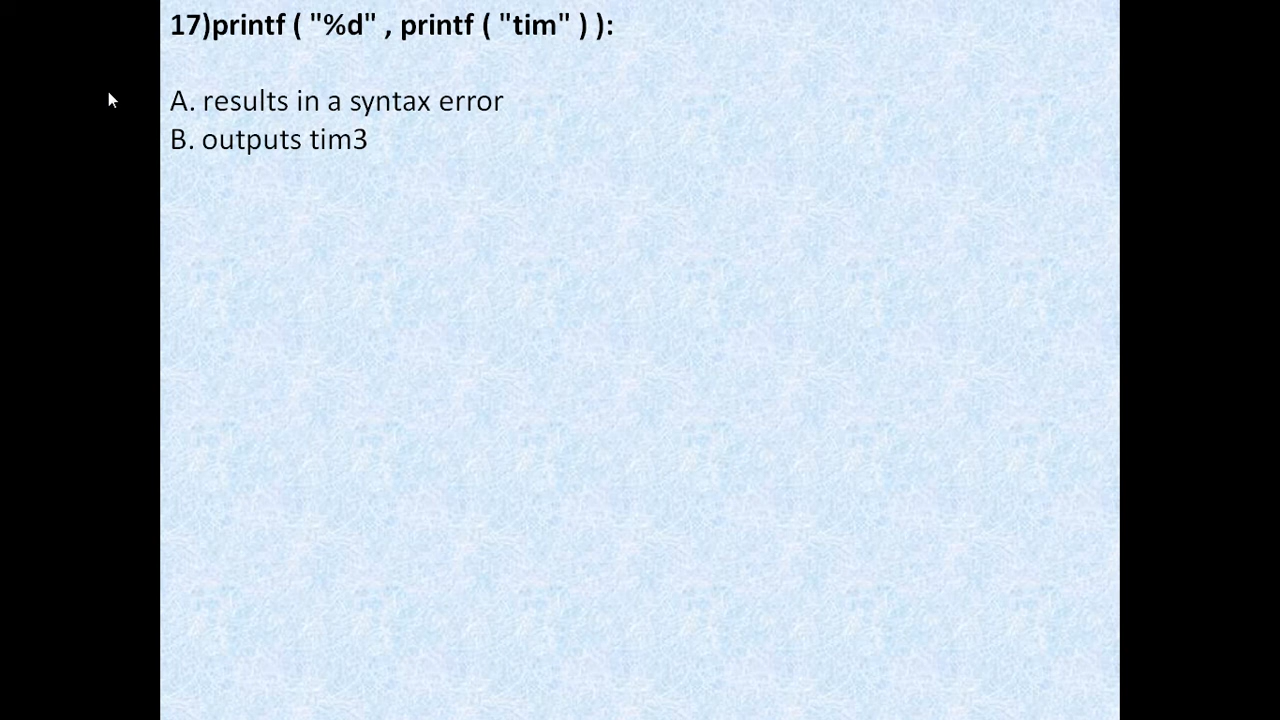 17)printf ( "%d" , printf ( "tim" ) ):
A. results in a syntax error
B. outputs tim3